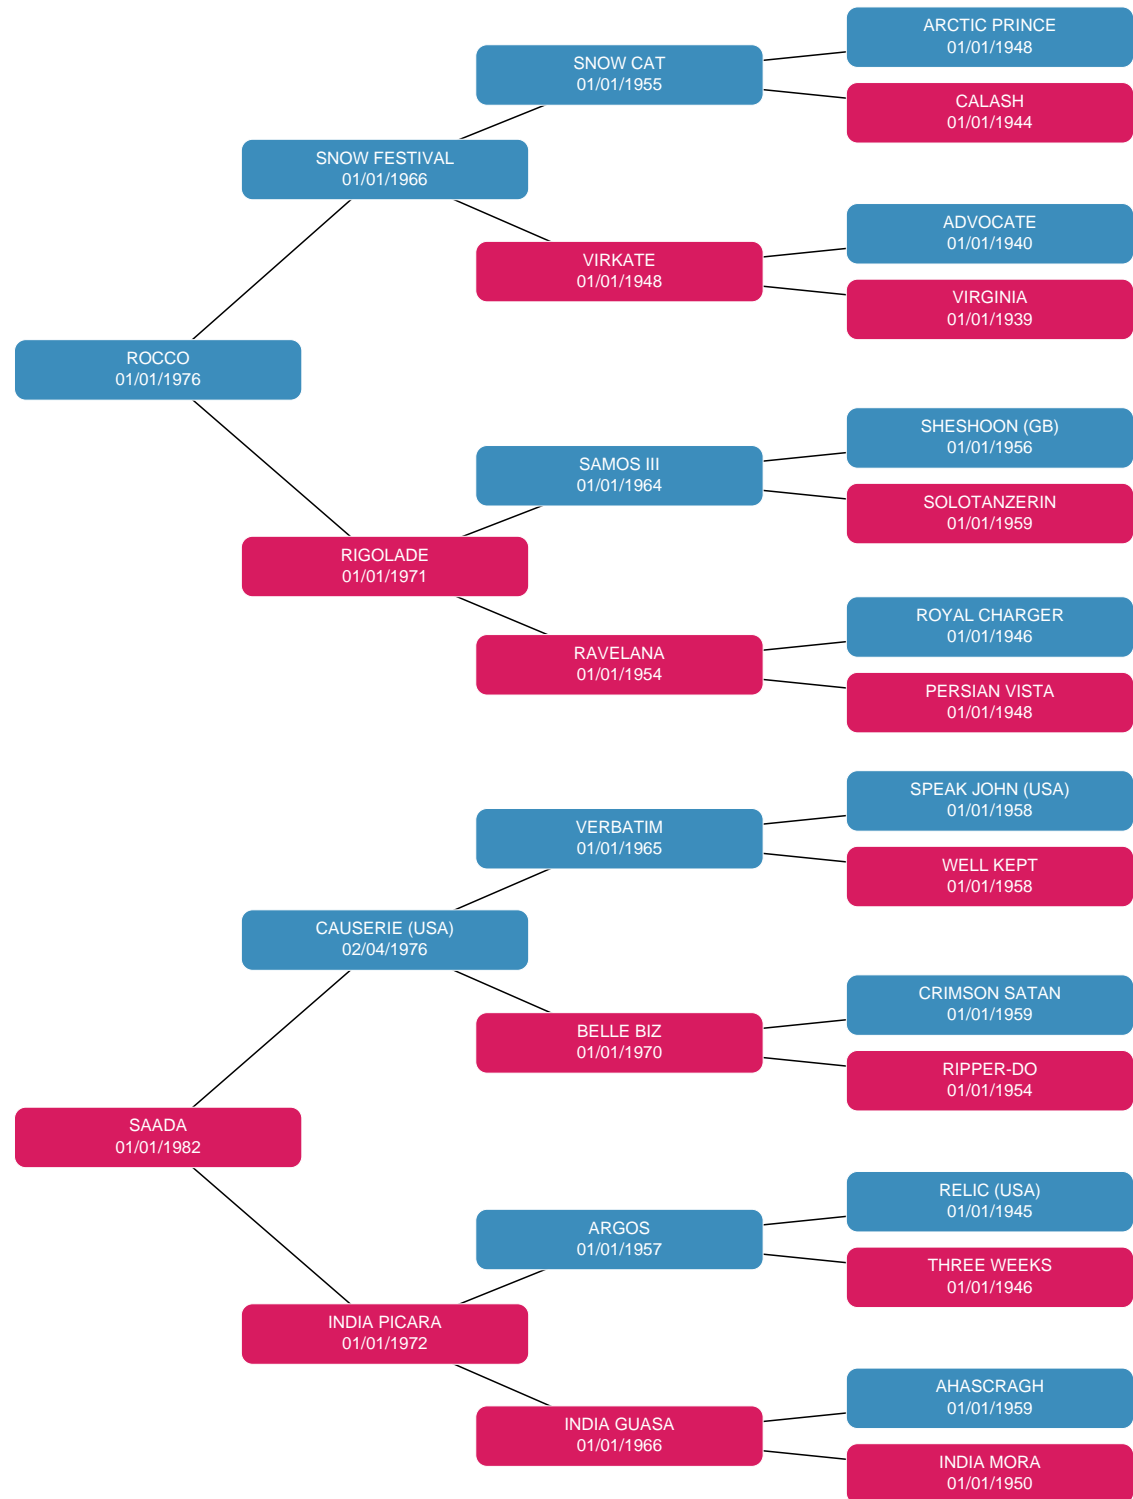 ARCTIC PRINCE
01/01/1948
SNOW CAT
01/01/1955
CALASH
01/01/1944
SNOW FESTIVAL
01/01/1966
ADVOCATE
01/01/1940
VIRKATE
01/01/1948
VIRGINIA
01/01/1939
ROCCO
01/01/1976
SHESHOON (GB)
01/01/1956
SAMOS III
01/01/1964
SOLOTANZERIN
01/01/1959
RIGOLADE
01/01/1971
ROYAL CHARGER
01/01/1946
RAVELANA
01/01/1954
PERSIAN VISTA
01/01/1948
SPEAK JOHN (USA)
01/01/1958
VERBATIM
01/01/1965
WELL KEPT
01/01/1958
CAUSERIE (USA)
02/04/1976
CRIMSON SATAN
01/01/1959
BELLE BIZ
01/01/1970
RIPPER-DO
01/01/1954
SAADA
01/01/1982
RELIC (USA)
01/01/1945
ARGOS
01/01/1957
THREE WEEKS
01/01/1946
INDIA PICARA
01/01/1972
AHASCRAGH
01/01/1959
INDIA GUASA
01/01/1966
INDIA MORA
01/01/1950